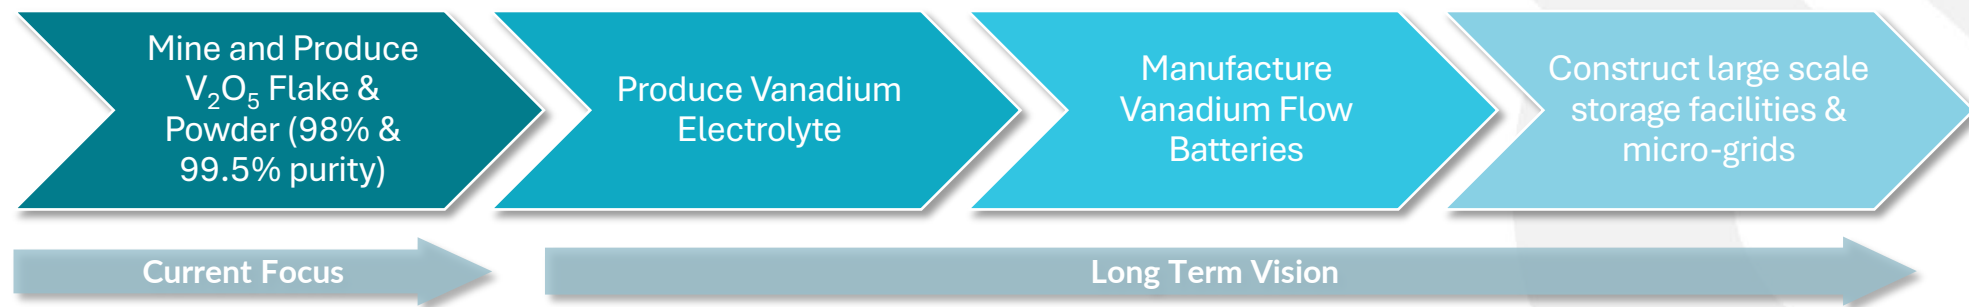 Mine and Produce
V₂O₅ Flake &
Powder (98% &
99.5% purity)
Produce Vanadium
Electrolyte
Manufacture
Vanadium Flow
Batteries
Construct large scale
storage facilities &
micro-grids
Current Focus
Long Term Vision